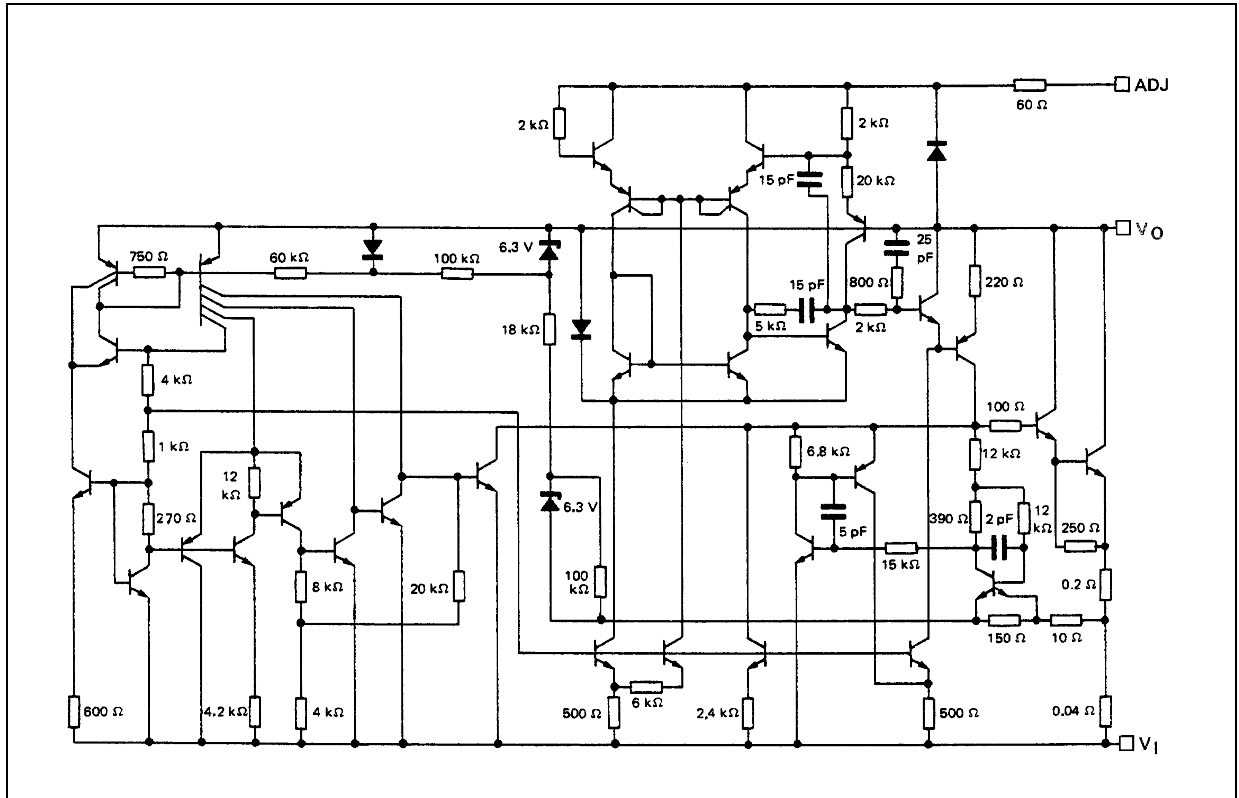 ADJ
60 Ω
2 kΩ
2 kΩ
15 pF
20 kΩ
VO
6.3 V
25
pF
750 Ω
60 kΩ
100 kΩ
15 pF
800 Ω
220 Ω
18 kΩ
5 kΩ
2 kΩ
4 kΩ
100 Ω
1 kΩ
6.8 kΩ
12 kΩ
12
kΩ
6.3 V
270 Ω
5 pF
390 Ω
2 pF
12
kΩ
250 Ω
15 kΩ
8 kΩ
20 kΩ
100
kΩ
0.2 Ω
150 Ω
10 Ω
6 kΩ
600 Ω
4.2 kΩ
4 kΩ
500 Ω
2,4 kΩ
500 Ω
0.04 Ω
VI